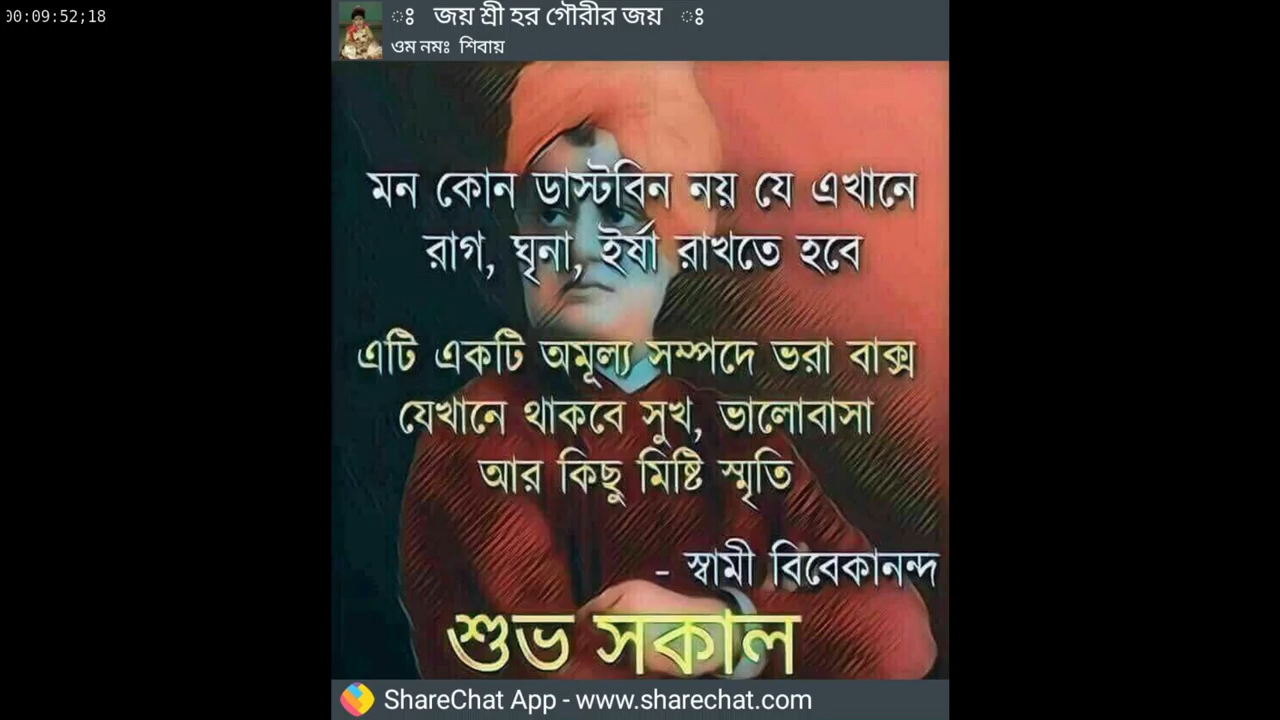 00:09:52;18
ঃ জয় শ্রী হর গৌরীর জয় ঃ
ওম নমঃ শিবায়
মন কোন ডাস্টবিন নয় যে এখানে
রাগ, ঘৃনা, ইর্ষা রাখতে হবে
এটি একটি অমূল্য সম্পদে ভরা বাক্স
যেখানে থাকবে সুখ, ভালোবাসা
আর কিছু মিষ্টি স্মৃতি
- স্বামী বিবেকানন্দ
শুভ সকাল
ShareChat App - www.sharechat.com